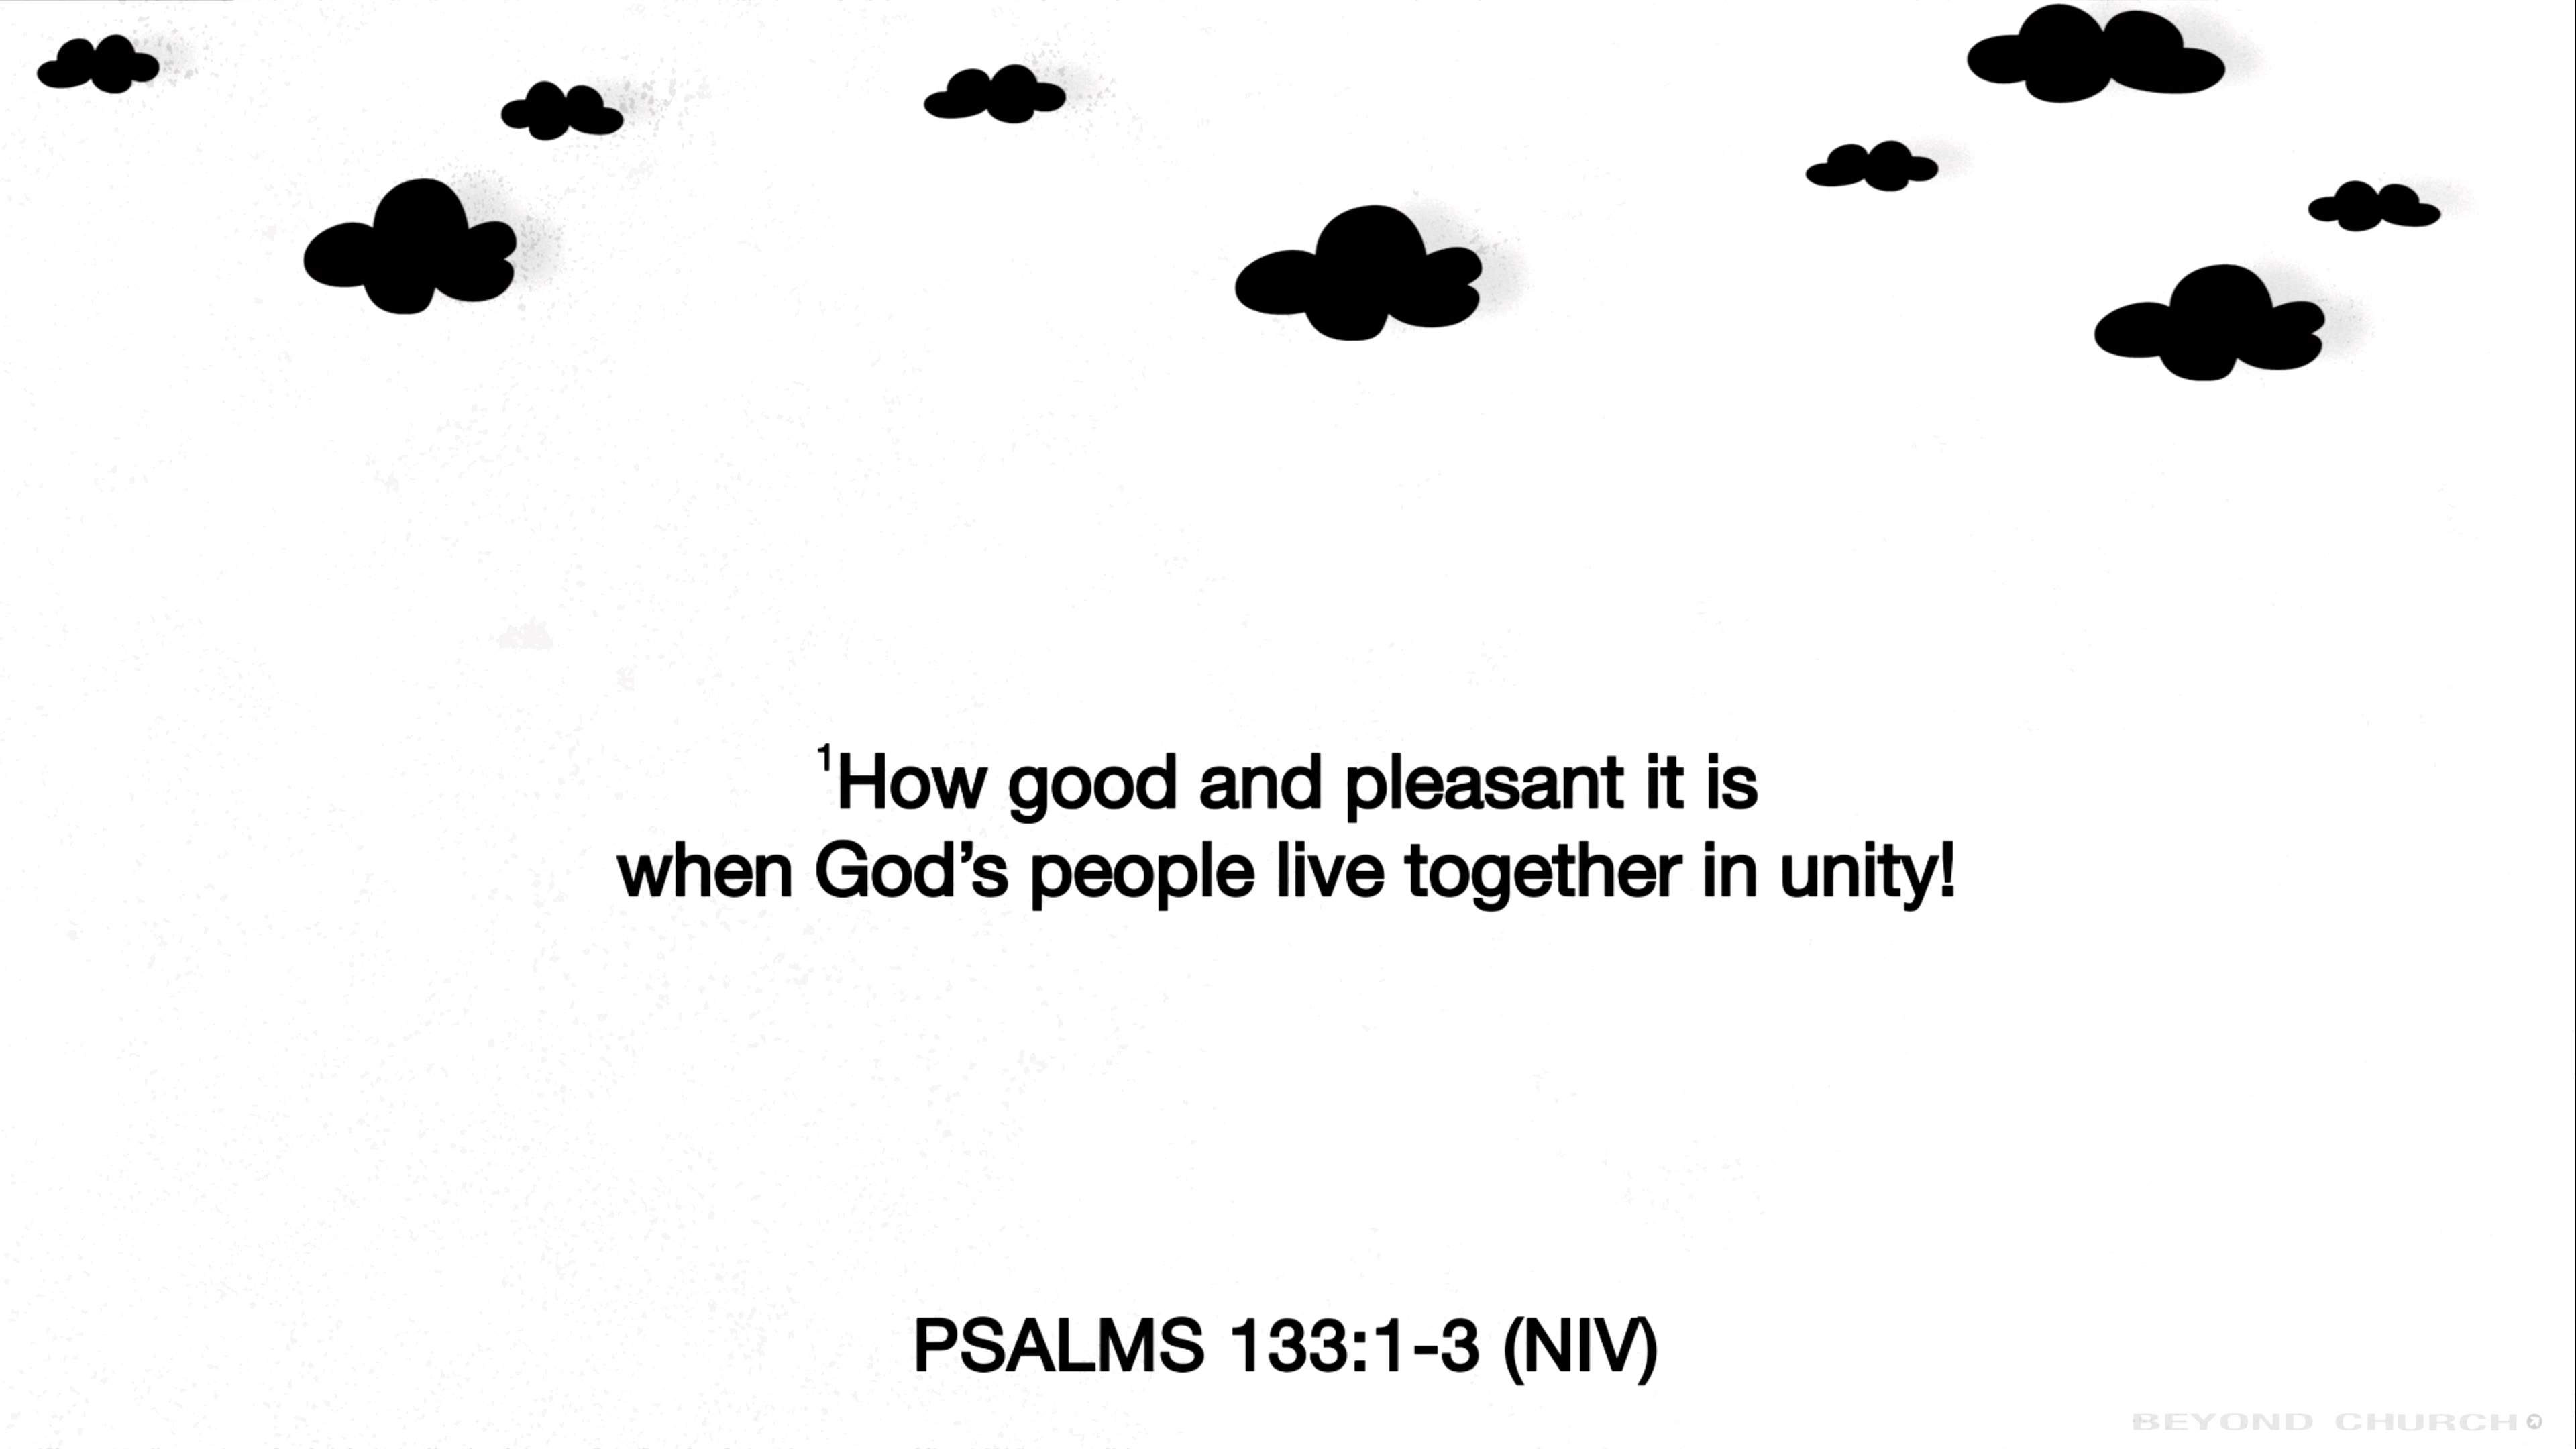 ¹How good and pleasant it is
when God’s people live together in unity!
PSALMS 133:1-3 (NIV)
BEYOND CHURCH